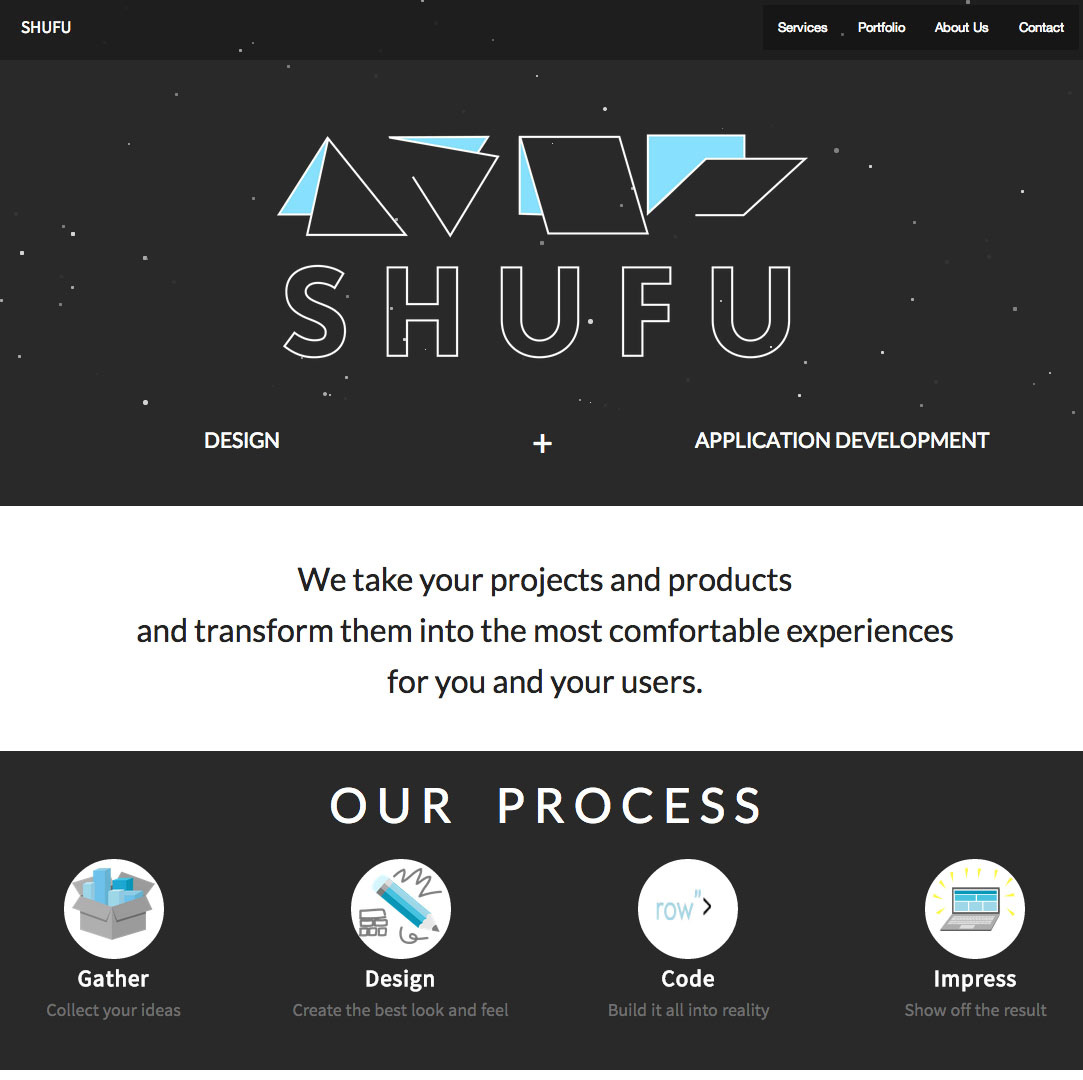 SHUFU
Services Portfolio About Us Contact
SHUFU
DESIGN + APPLICATION DEVELOPMENT
We take your projects and products
and transform them into the most comfortable experiences
for you and your users.
OUR PROCESS
row">
Gather Design Code Impress
Collect your ideas Create the best look and feel Build it all into reality Show off the result